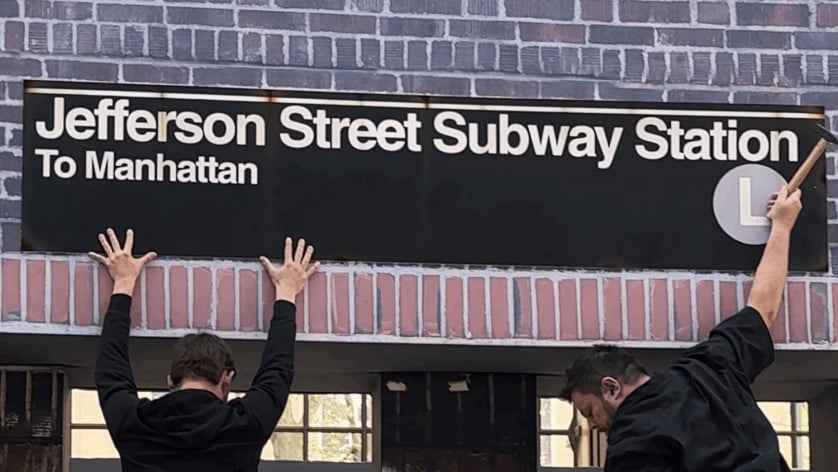 Jefferson Street Subway Station
To Manhattan
L